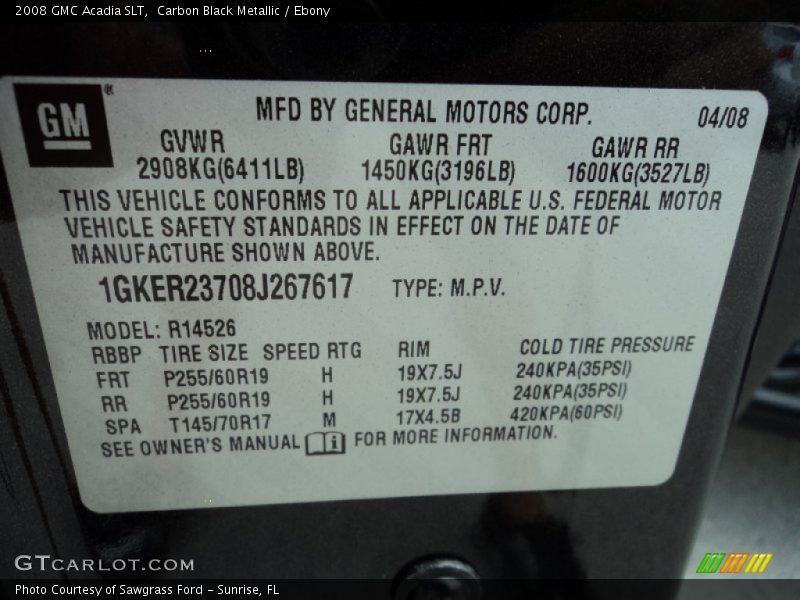 2008 GMC Acadia SLT,  Carbon Black Metallic / Ebony
GM®
MFD BY GENERAL MOTORS CORP.
04/08
GVWR GAWR FRT GAWR RR
2908KG(6411LB) 1450KG(3196LB) 1600KG(3527LB)
THIS VEHICLE CONFORMS TO ALL APPLICABLE U.S. FEDERAL MOTOR
VEHICLE SAFETY STANDARDS IN EFFECT ON THE DATE OF
MANUFACTURE SHOWN ABOVE.
1GKER23708J267617 TYPE: M.P.V.
MODEL: R14526
RBBP TIRE SIZE SPEED RTG RIM COLD TIRE PRESSURE
FRT P255/60R19 H 19X7.5J 240KPA(35PSI)
RR P255/60R19 H 19X7.5J 240KPA(35PSI)
SPA T145/70R17 M 17X4.5B 420KPA(60PSI)
SEE OWNER'S MANUAL i FOR MORE INFORMATION.
GTCARLOT.COM
Photo Courtesy of Sawgrass Ford - Sunrise, FL